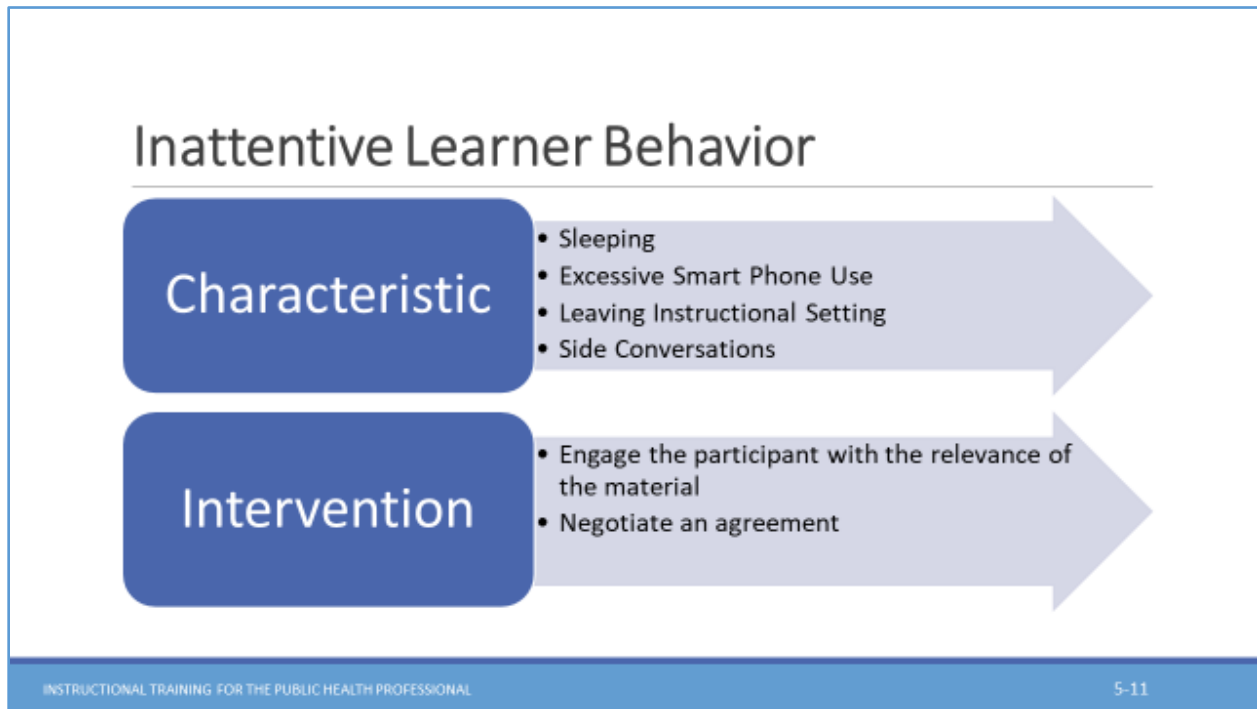 Inattentive Learner Behavior
Characteristic
• Sleeping
• Excessive Smart Phone Use
• Leaving Instructional Setting
• Side Conversations
Intervention
• Engage the participant with the relevance of
the material
• Negotiate an agreement
INSTRUCTIONAL TRAINING FOR THE PUBLIC HEALTH PROFESSIONAL
5-11